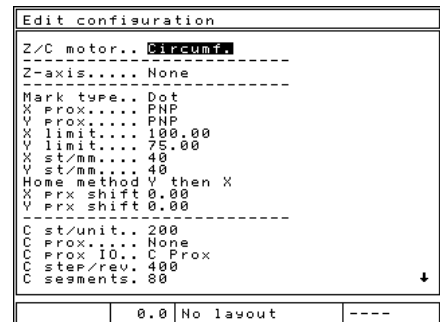 Edit configuration
Z/C motor.. Circumf.
--------------------------
Z-axis..... None
--------------------------
Mark type.. Dot
X prox..... PNP
Y prox..... PNP
X limit.... 100.00
Y limit.... 75.00
X st/mm.... 40
Y st/mm.... 40
Home method Y then X
X prx shift 0.00
Y prx shift 0.00
--------------------------
C st/unit.. 200
C prox..... None
C prox IO.. C Prox
C step/rev. 400
C segments. 80
0.0 No layout ----